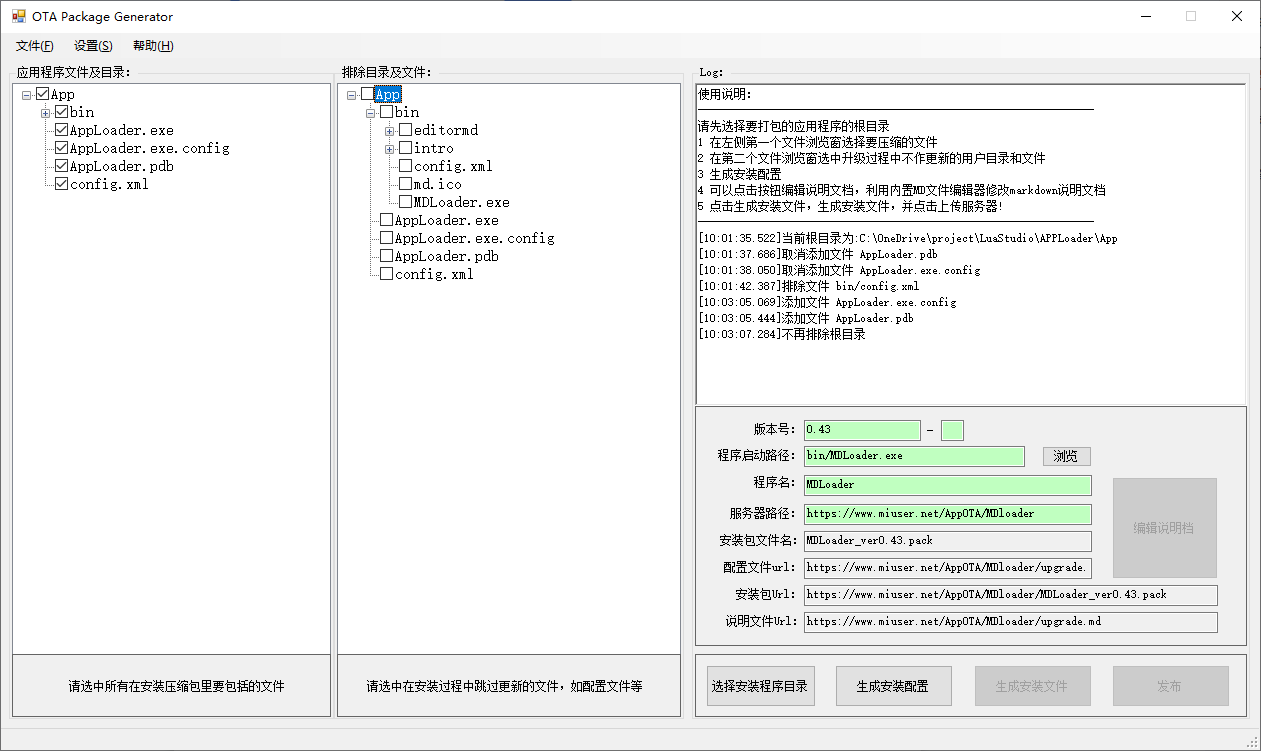 OTA Package Generator
文件(F) 设置(S) 帮助(H)
应用程序文件及目录:
App
bin
AppLoader.exe
AppLoader.exe.config
AppLoader.pdb
config.xml
请选中所有在安装压缩包里要包括的文件
排除目录及文件:
App
bin
editormd
intro
config.xml
md.ico
MDLoader.exe
AppLoader.exe
AppLoader.exe.config
AppLoader.pdb
config.xml
请选中在安装过程中跳过更新的文件，如配置文件等
Log:
使用说明:
请先选择要打包的应用程序的根目录
1 在左侧第一个文件浏览窗选择要压缩的文件
2 在第二个文件浏览窗选中升级过程中不作更新的用户目录和文件
3 生成安装配置
4 可以点击按钮编辑说明文档，利用内置MD文件编辑器修改markdown说明文档
5 点击生成安装文件，生成安装文件，并点击上传服务器!
[10:01:35.522]当前根目录为:C:\OneDrive\project\LuaStudio\APPLoader\App
[10:01:37.686]取消添加文件 AppLoader.pdb
[10:01:38.050]取消添加文件 AppLoader.exe.config
[10:01:42.387]排除文件 bin/config.xml
[10:03:05.069]添加文件 AppLoader.exe.config
[10:03:05.444]添加文件 AppLoader.pdb
[10:03:07.284]不再排除根目录
版本号: 0.43 -
程序启动路径: bin/MDLoader.exe 浏览
程序名: MDLoader
服务器路径: https://www.miuser.net/AppOTA/MDloader
编辑说明档
安装包文件名: MDLoader_ver0.43.pack
配置文件url: https://www.miuser.net/AppOTA/MDloader/upgrade.
安装包Url: https://www.miuser.net/AppOTA/MDloader/MDLoader_ver0.43.pack
说明文件Url: https://www.miuser.net/AppOTA/MDloader/upgrade.md
选择安装程序目录 生成安装配置 生成安装文件 发布